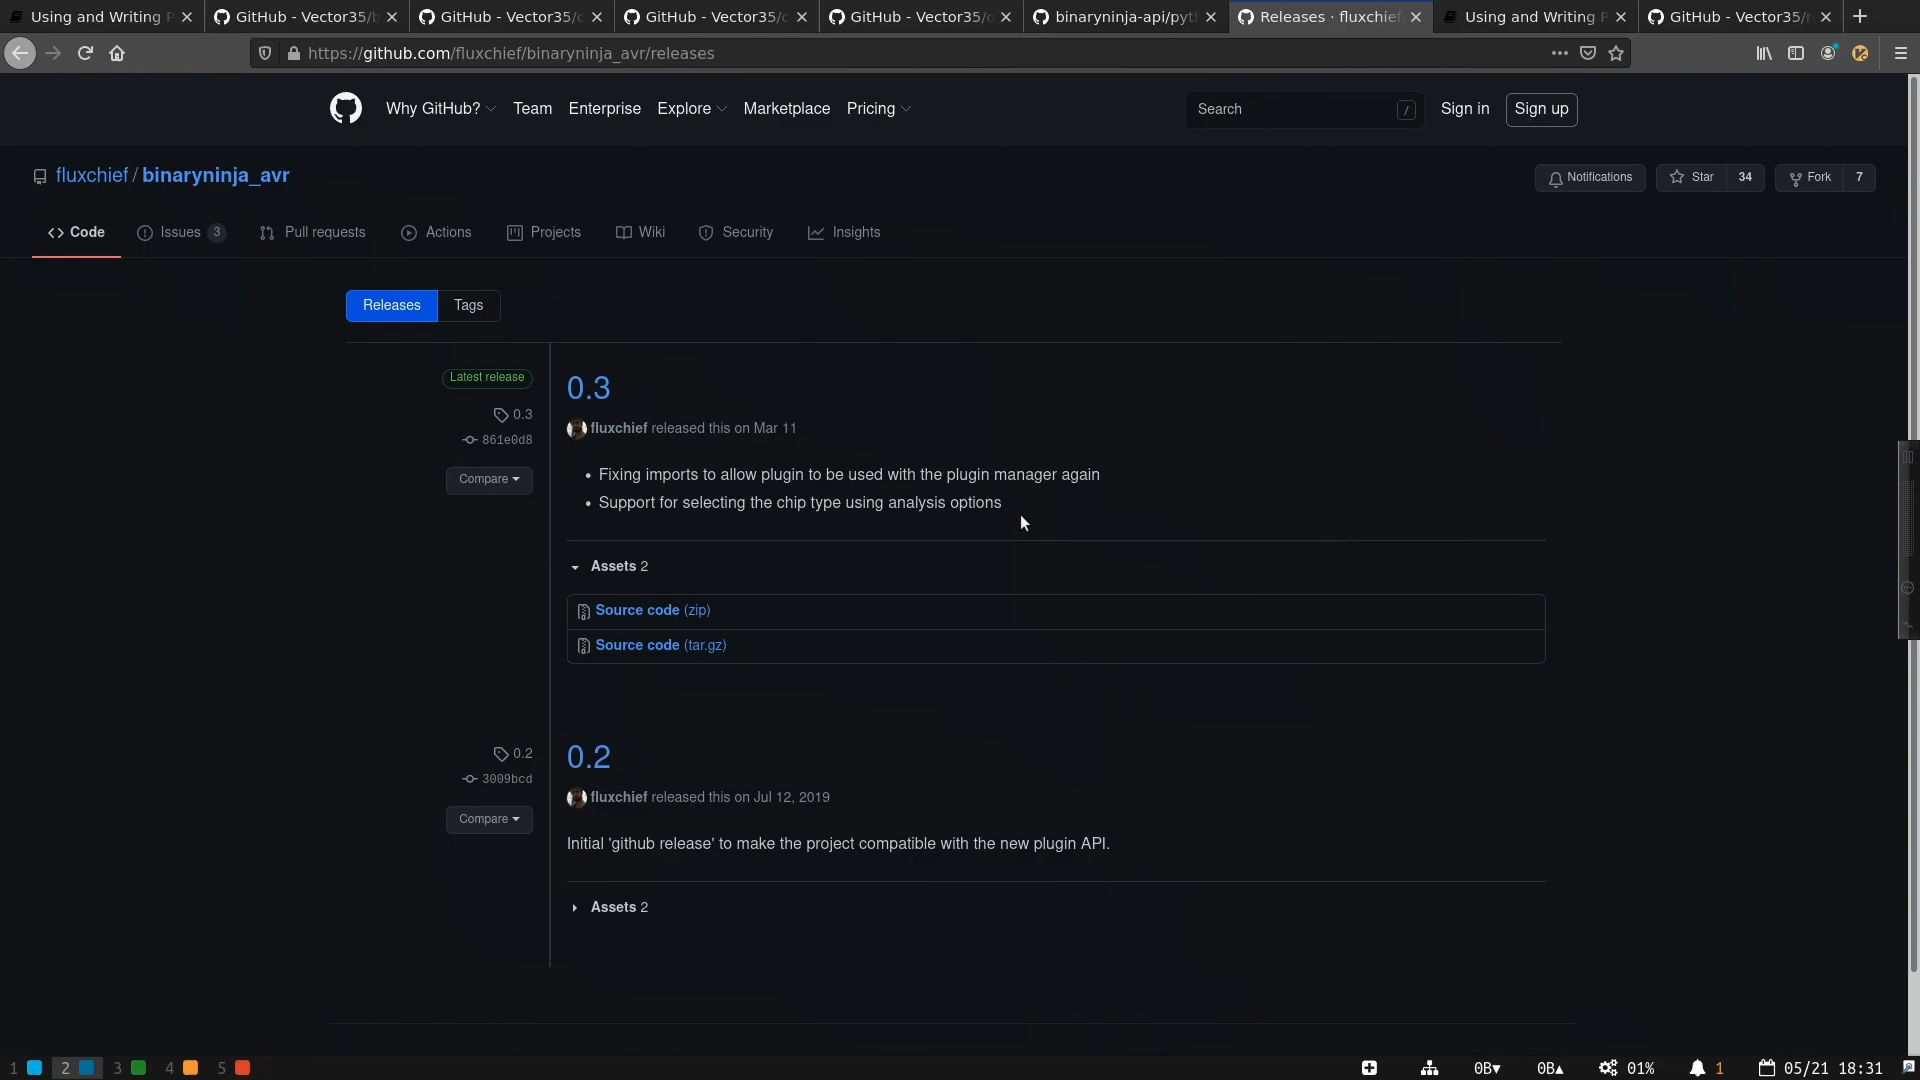 Using and Writing P
GitHub - Vector35/b
GitHub - Vector35/c
GitHub - Vector35/c
GitHub - Vector35/
binaryninja-api/pyt
Releases · fluxchief
Using and Writing P
GitHub - Vector35/
https://github.com/fluxchief/binaryninja_avr/releases
Why GitHub? Team Enterprise Explore Marketplace Pricing Search / Sign in Sign up
fluxchief / binaryninja_avr Notifications Star 34 Fork 7
Code Issues 3 Pull requests Actions Projects Wiki Security Insights
Releases Tags
Latest release
0.3
861e0d8
Compare
0.3
fluxchief released this on Mar 11
• Fixing imports to allow plugin to be used with the plugin manager again
• Support for selecting the chip type using analysis options
Assets 2
Source code (zip)
Source code (tar.gz)
0.2
3009bcd
Compare
0.2
fluxchief released this on Jul 12, 2019
Initial 'github release' to make the project compatible with the new plugin API.
Assets 2
1 2 3 4 5 0B▾ 0B▴ 01% 1 05/21 18:31